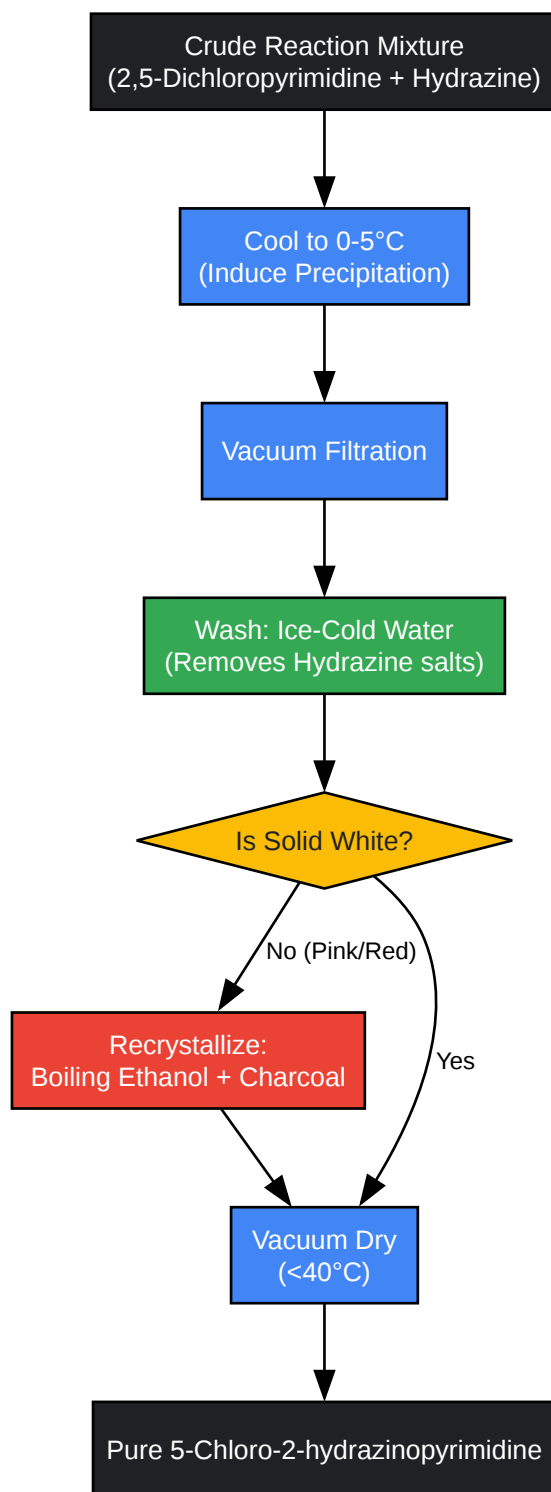 Crude Reaction Mixture
(2,5-Dichloropyrimidine + Hydrazine)
Cool to 0-5°C
(Induce Precipitation)
Vacuum Filtration
Wash: Ice-Cold Water
(Removes Hydrazine salts)
Is Solid White?
No (Pink/Red)
Recrystallize:
Boiling Ethanol + Charcoal
Yes
Vacuum Dry
(<40°C)
Pure 5-Chloro-2-hydrazinopyrimidine